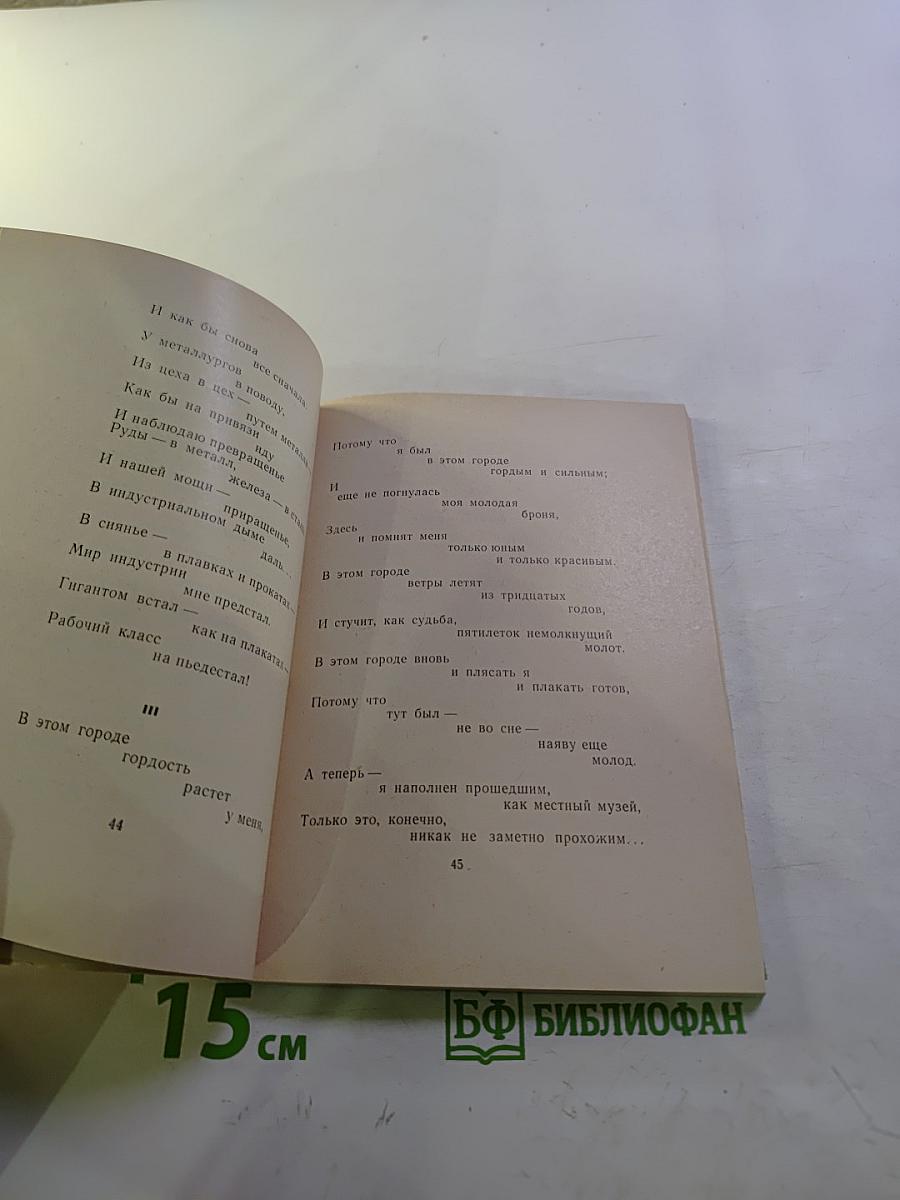 И как бы снова
все сначала:
У металлургов
в поводу,
Из цеха в цех —
путем металла —
Как бы на привязи
иду
И наблюдаю превращенье
Руды — в металл,
железа — в сталь,
И нашей мощи —
приращенье,
В индустриальном дыме
даль...
В сиянье —
в плавках и прокатах —
Мир индустрии
мне предстал.
Гигантом встал —
как на плакатах —
Рабочий класс
на пьедестал!
III
В этом городе
гордость
растет
у меня,
44
Потому что
я был
в этом городе
гордым и сильным;
И
еще не погнулась
моя молодая
броня,
Здесь
и помнят меня
только юным
и только красивым.
В этом городе
ветры летят
из тридцатых
годов,
И стучит, как судьба,
пятилеток немолкнущий
молот.
В этом городе вновь
и плясать я
и плакать готов,
Потому что
тут был —
не во сне —
наяву еще
молод.
А теперь —
я наполнен прошедшим,
как местный музей,
Только это, конечно,
никак не заметно прохожим...
45
15 см
БФ БИБЛИОФАН